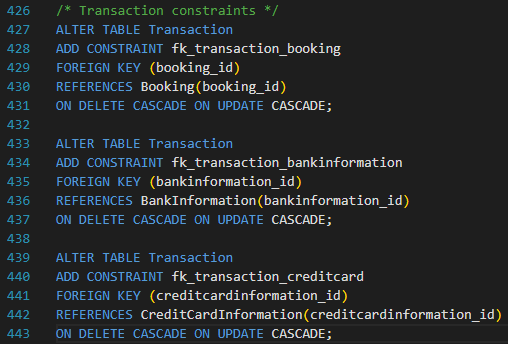 426 /* Transaction constraints */
427 ALTER TABLE Transaction
428 ADD CONSTRAINT fk_transaction_booking
429 FOREIGN KEY (booking_id)
430 REFERENCES Booking(booking_id)
431 ON DELETE CASCADE ON UPDATE CASCADE;
432
433 ALTER TABLE Transaction
434 ADD CONSTRAINT fk_transaction_bankinformation
435 FOREIGN KEY (bankinformation_id)
436 REFERENCES BankInformation(bankinformation_id)
437 ON DELETE CASCADE ON UPDATE CASCADE;
438
439 ALTER TABLE Transaction
440 ADD CONSTRAINT fk_transaction_creditcard
441 FOREIGN KEY (creditcardinformation_id)
442 REFERENCES CreditCardInformation(creditcardinformation_id)
443 ON DELETE CASCADE ON UPDATE CASCADE;